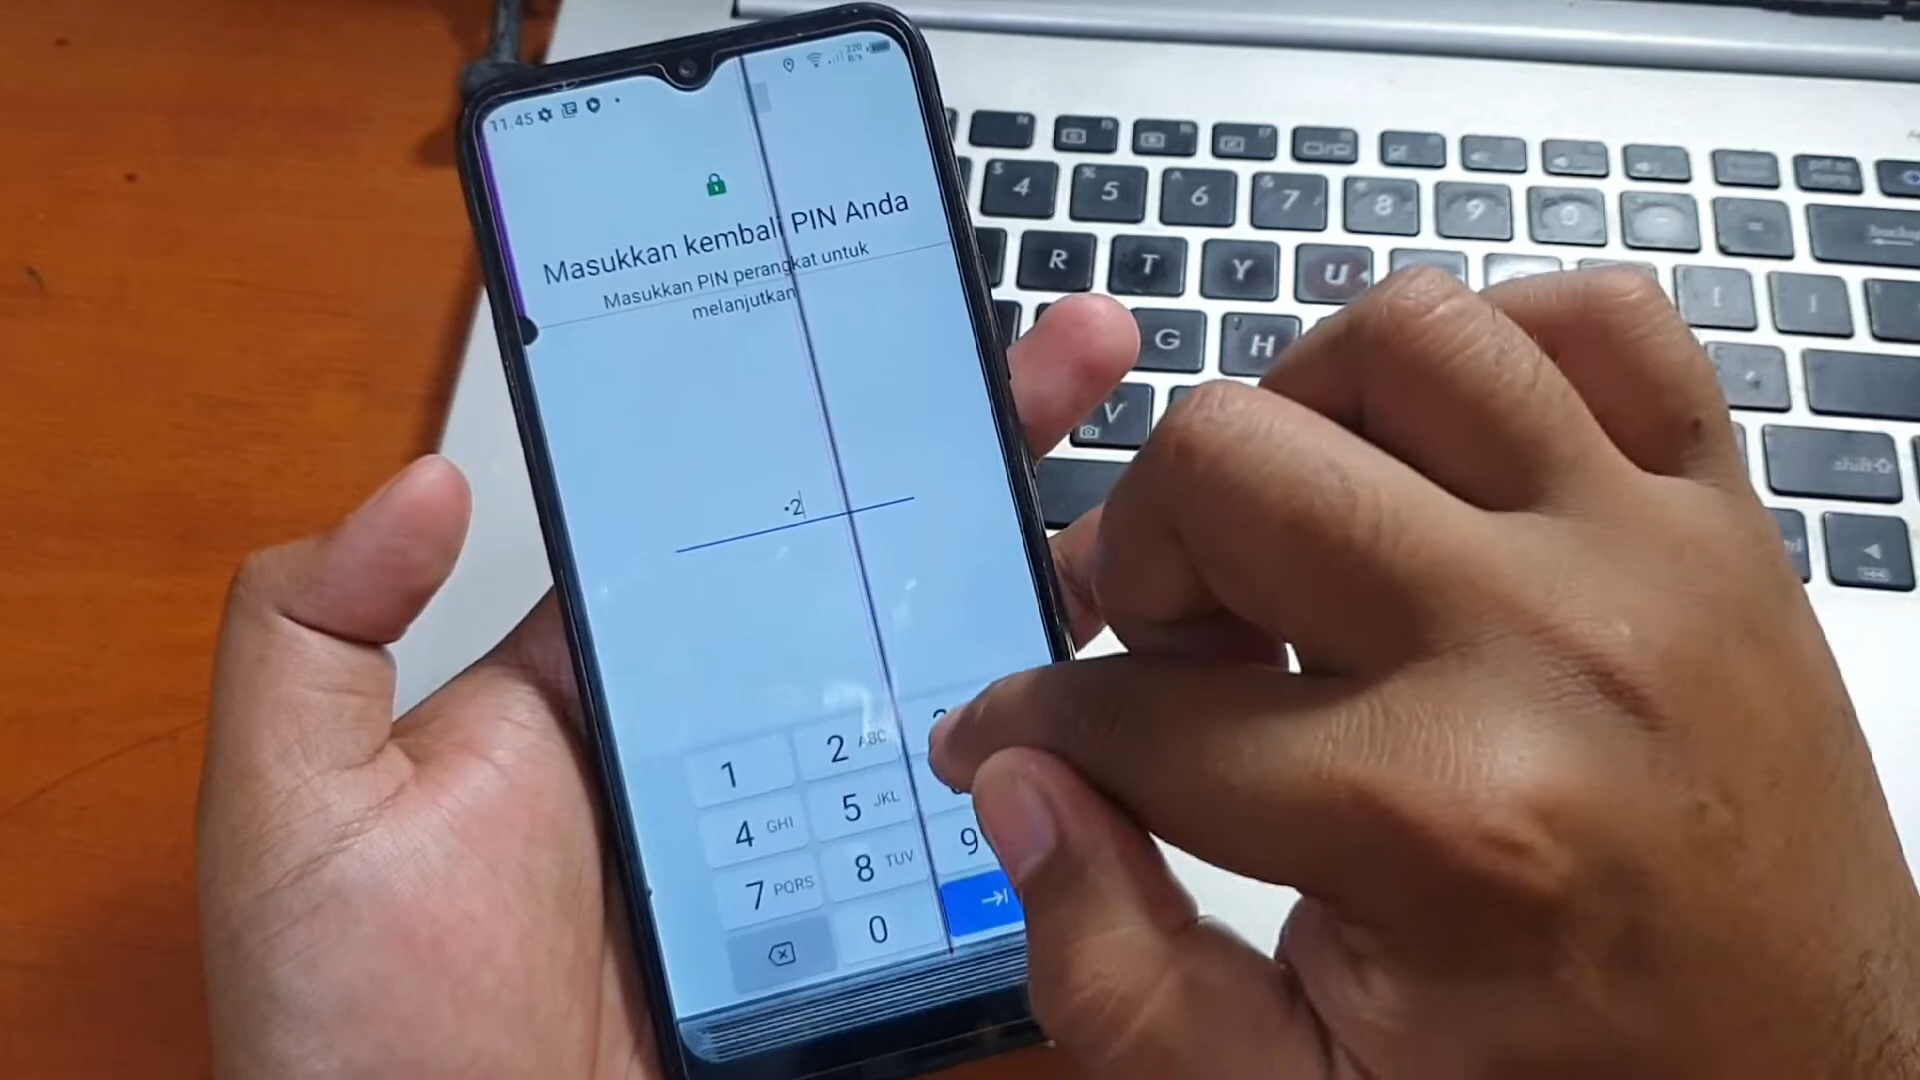 11.45
220
B/s
Masukkan kembali PIN Anda
Masukkan PIN perangkat untuk
melanjutkan
•2
1
2 ABC
4 GHI
5 JKL
7 PQRS
8 TUV
9
0
$ 4
% 5
^ 6
& 7
8
9
0
R
T
Y
U
G
H
V
shift